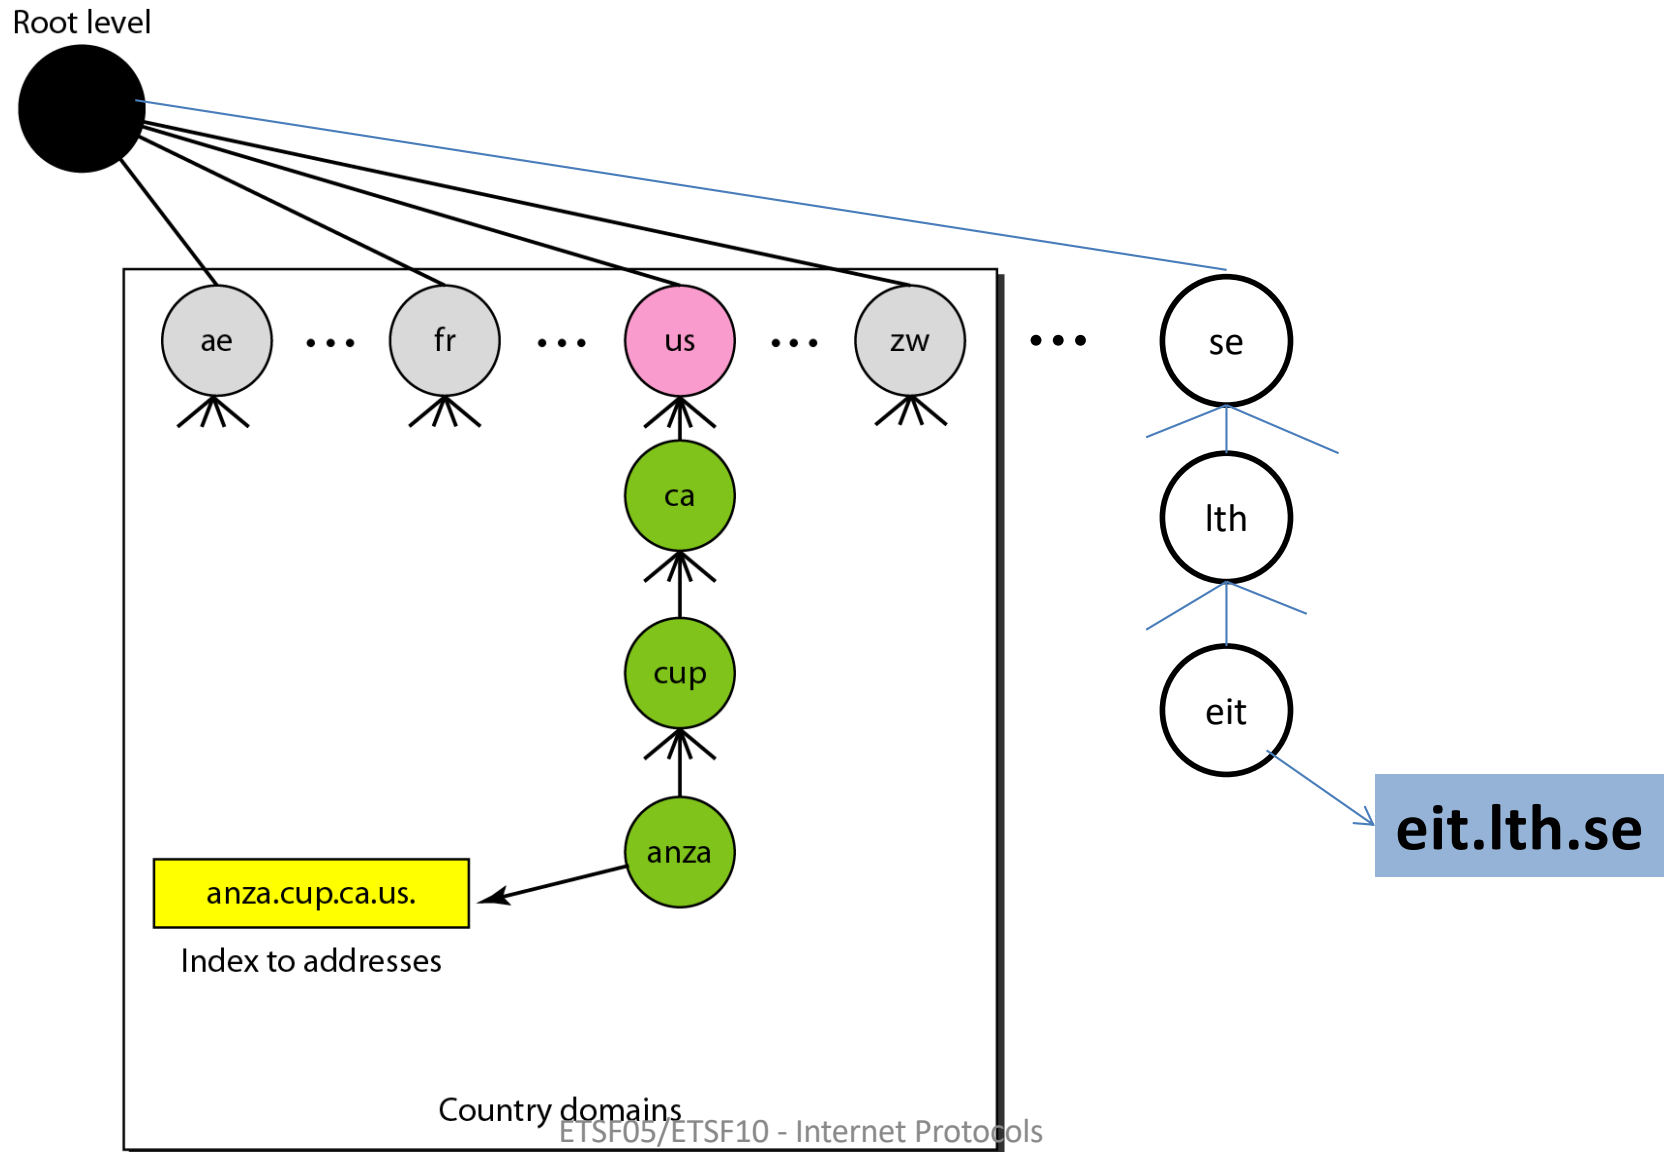 Root level
ae ... fr ... us ... zw ... se
ca
lth
cup
eit
anza
eit.lth.se
anza.cup.ca.us.
Index to addresses
Country domains
ETSF05/ETSF10 - Internet Protocols